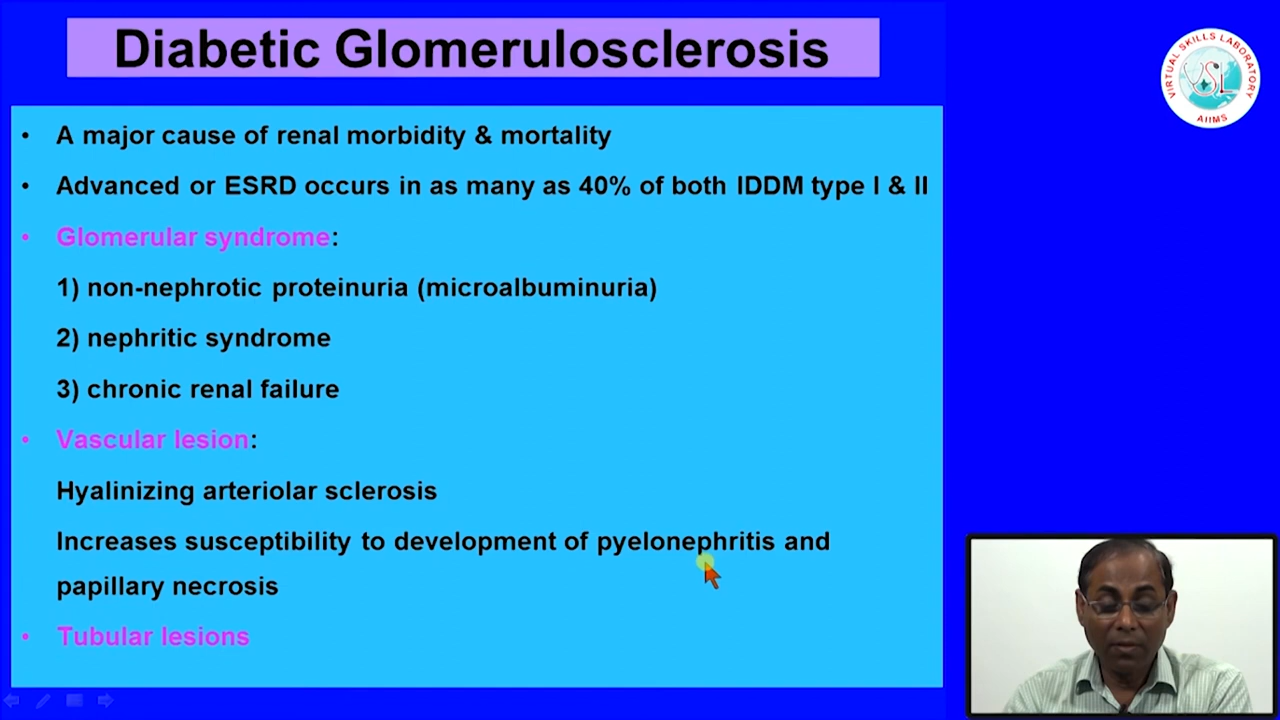 Diabetic Glomerulosclerosis
VIRTUAL SKILLS LABORATORY
VSL
AIIMS
• A major cause of renal morbidity & mortality
• Advanced or ESRD occurs in as many as 40% of both IDDM type I & II
• Glomerular syndrome:
1) non-nephrotic proteinuria (microalbuminuria)
2) nephritic syndrome
3) chronic renal failure
• Vascular lesion:
Hyalinizing arteriolar sclerosis
Increases susceptibility to development of pyelonephritis and
papillary necrosis
• Tubular lesions